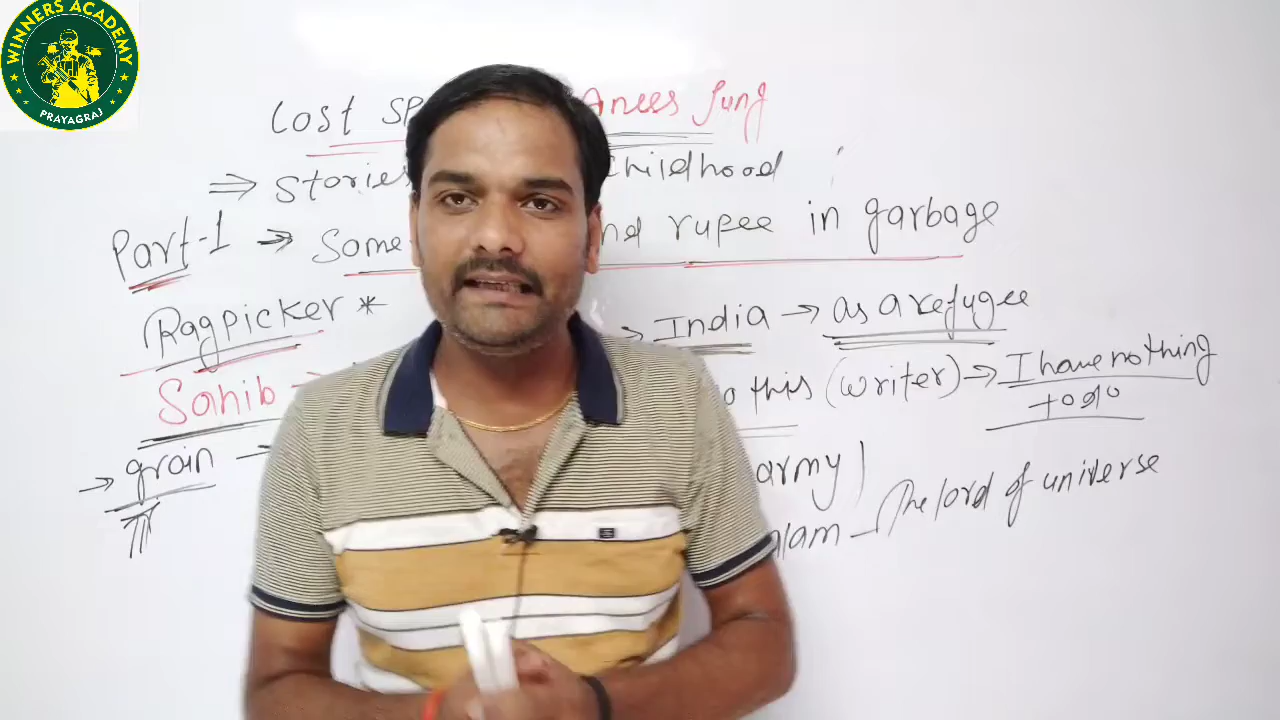 WINNERS ACADEMY
PRAYAGRAJ
Lost Sp Anees Jung
⇒ Stories childhood
Part-1 → Some nd rupee in garbage
Ragpicker * → India → as a refugee
Sahib → o this (writer) → I have nothing
to do
→ grain → army)
alam - The lord of universe